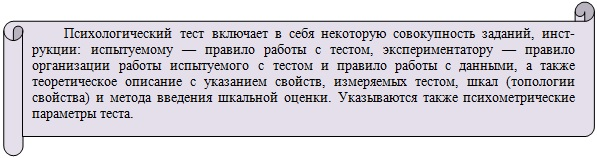 Психологический тест включает в себя некоторую совокупность заданий, инст-
рукции: испытуемому — правило работы с тестом, экспериментатору — правило
организации работы испытуемого с тестом и правило работы с данными, а также
теоретическое описание с указанием свойств, измеряемых тестом, шкал (топологии
свойства) и метода введения шкальной оценки. Указываются также психометрические
параметры теста.